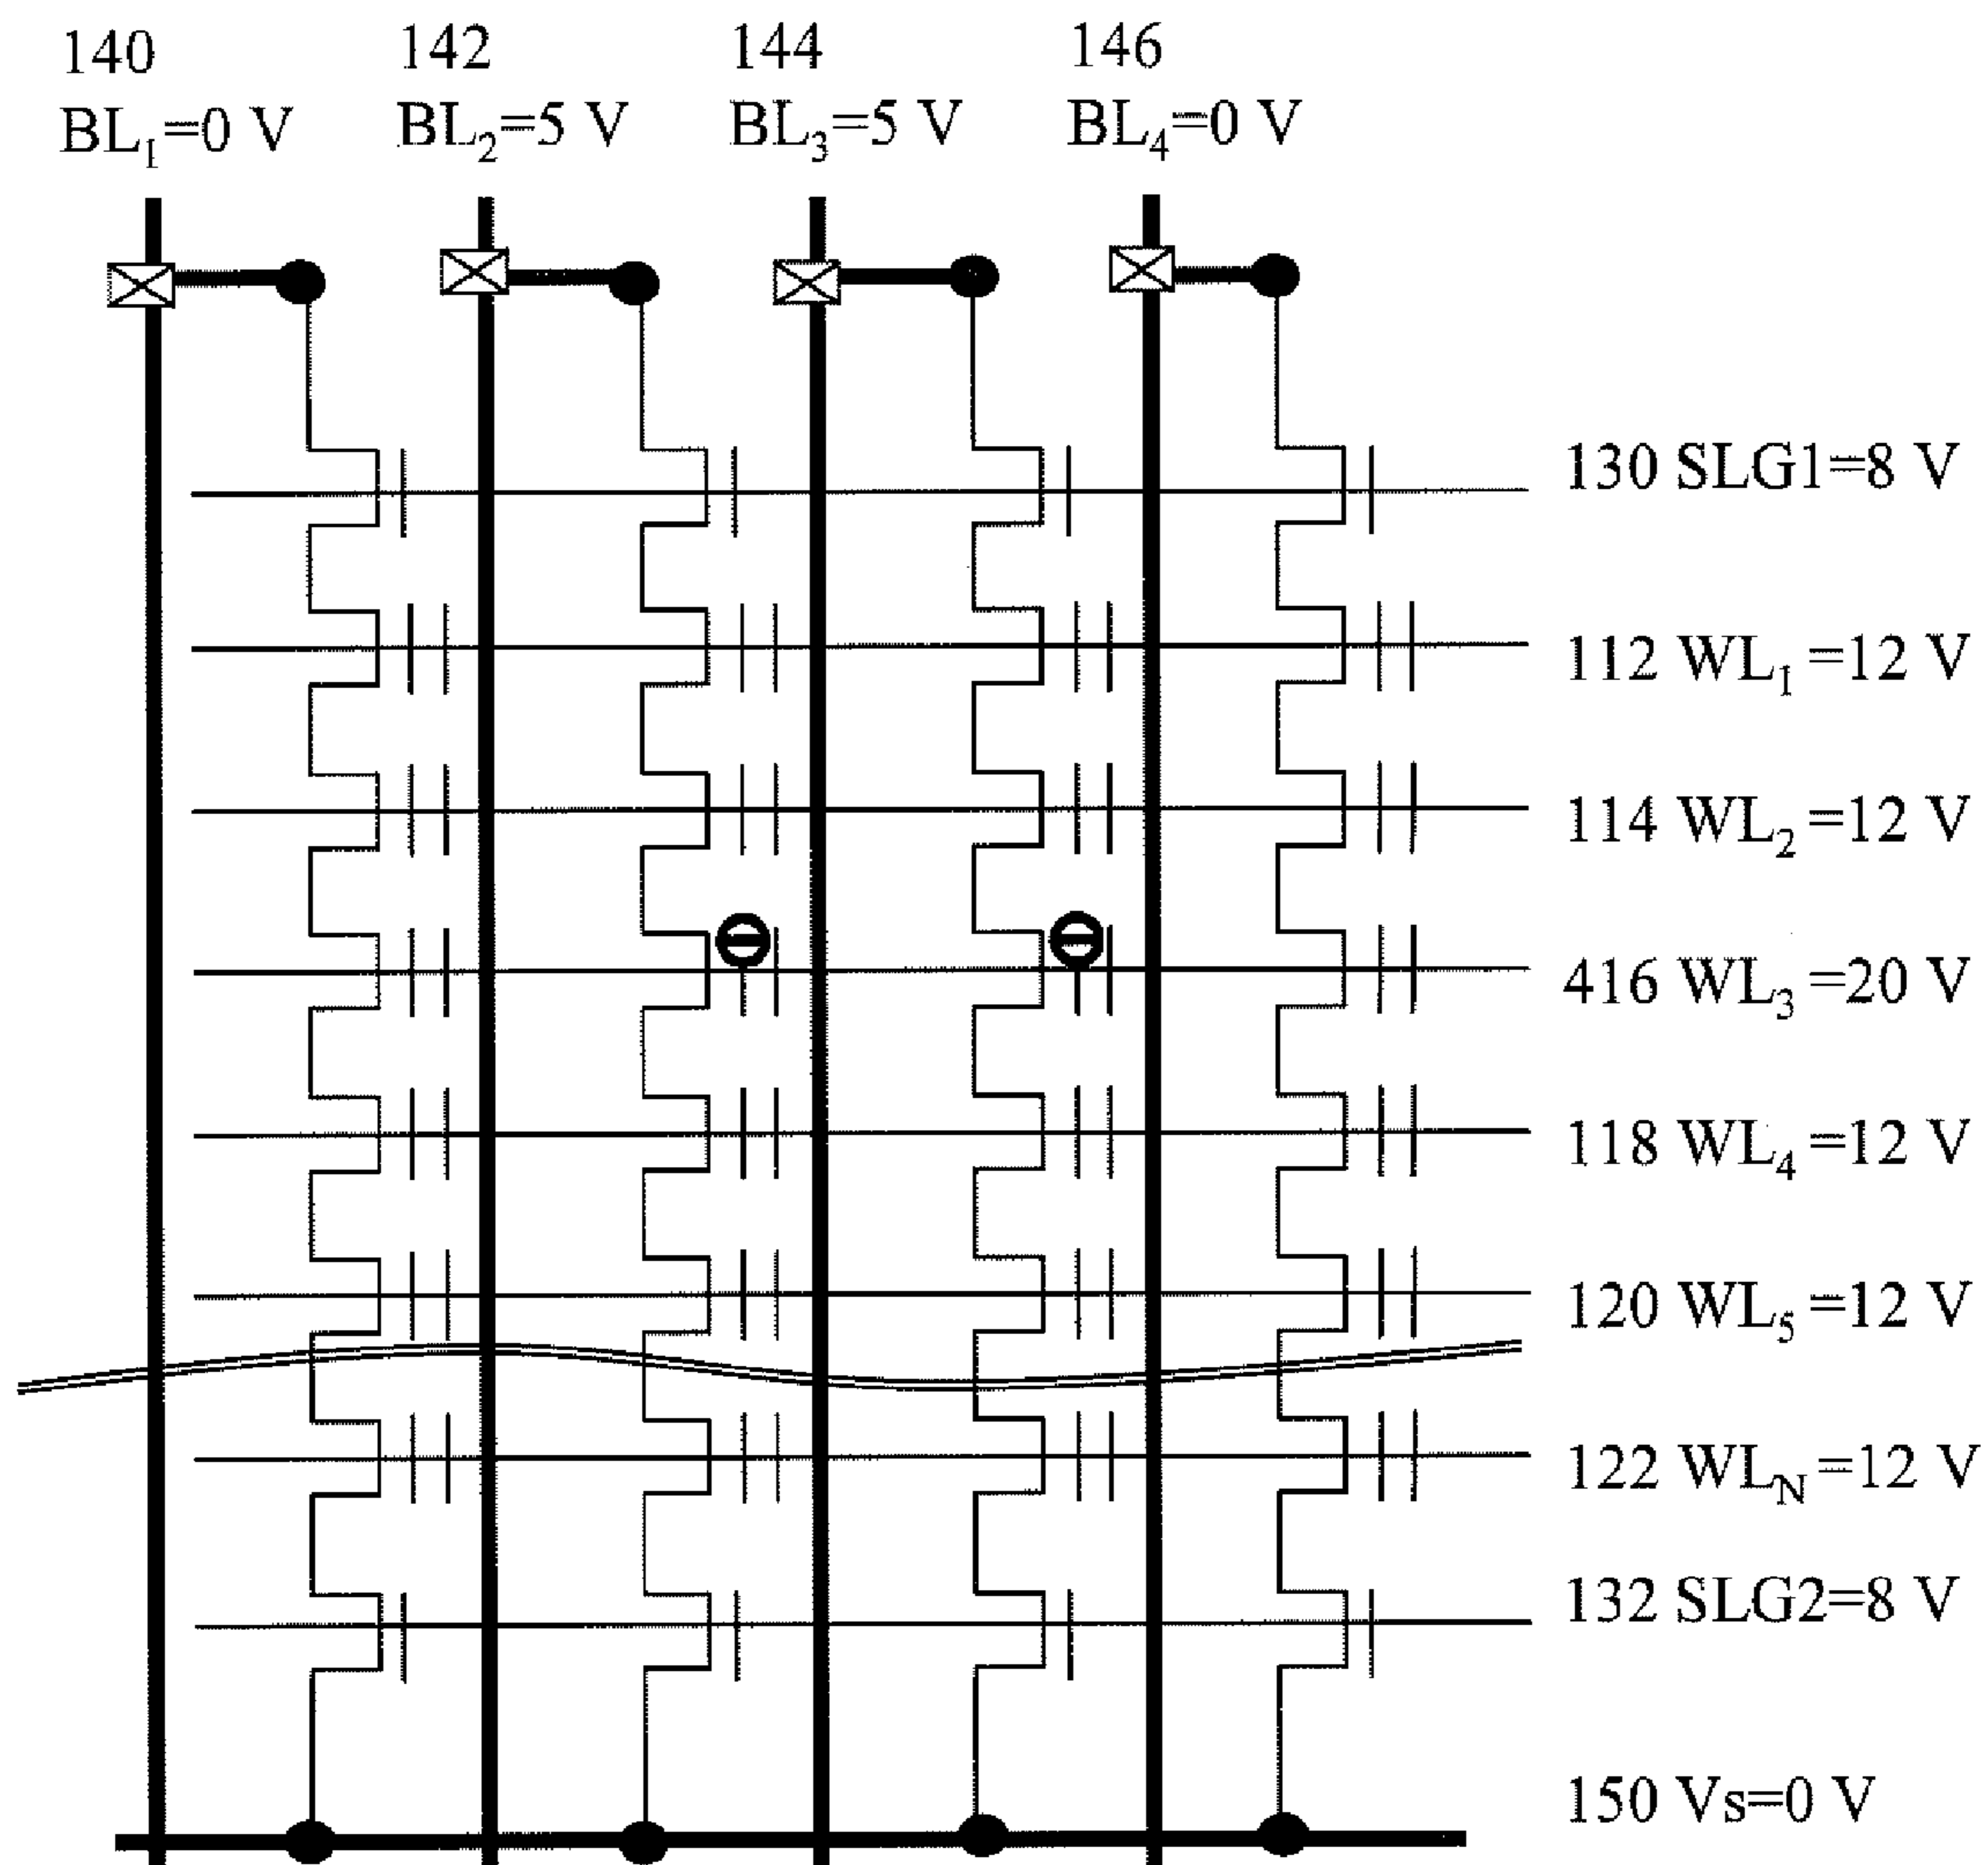 140 142 144 146
BL₁=0 V BL₂=5 V BL₃=5 V BL₄=0 V
130 SLG1=8 V
112 WL₁=12 V
114 WL₂=12 V
416 WL₃=20 V
118 WL₄=12 V
120 WL₅=12 V
122 WL_N=12 V
132 SLG2=8 V
150 Vs=0 V